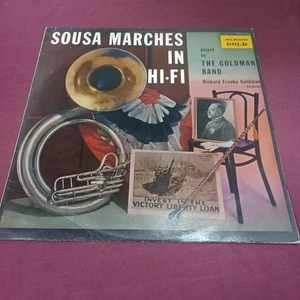 SOUSA MARCHES
IN
HI-FI
GOLD
played
by
THE GOLDMAN
BAND
Richard Franko Goldman
INVEST IN THE
VICTORY LIBERTY LOAN